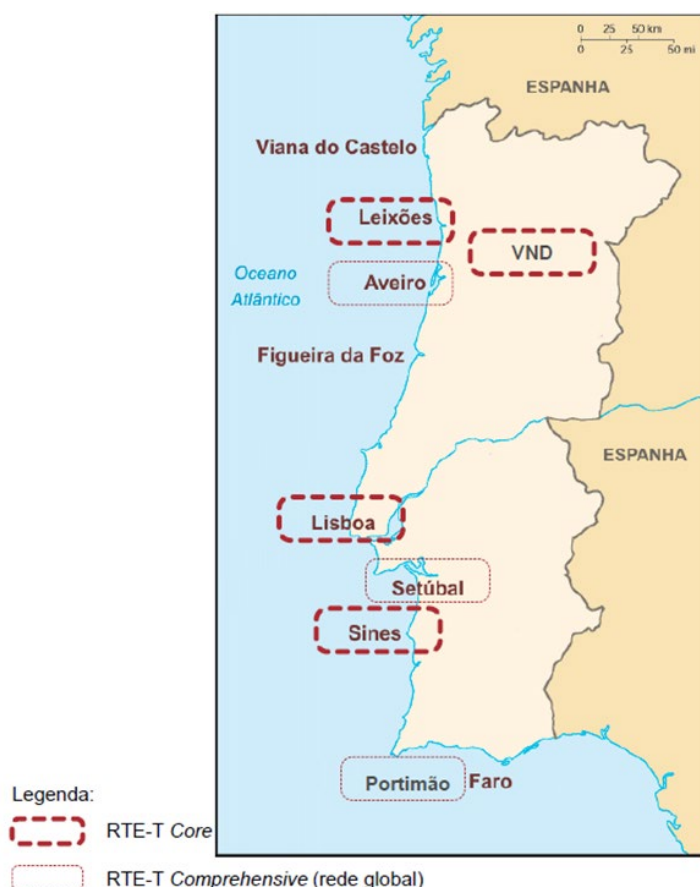 0 25 50 km
0 25 50 mi
ESPANHA
Viana do Castelo
Leixões
VND
Oceano
Atlântico
Aveiro
Figueira da Foz
ESPANHA
Lisboa
Setúbal
Sines
Portimão Faro
Legenda:
RTE-T Core
RTE-T Comprehensive (rede global)